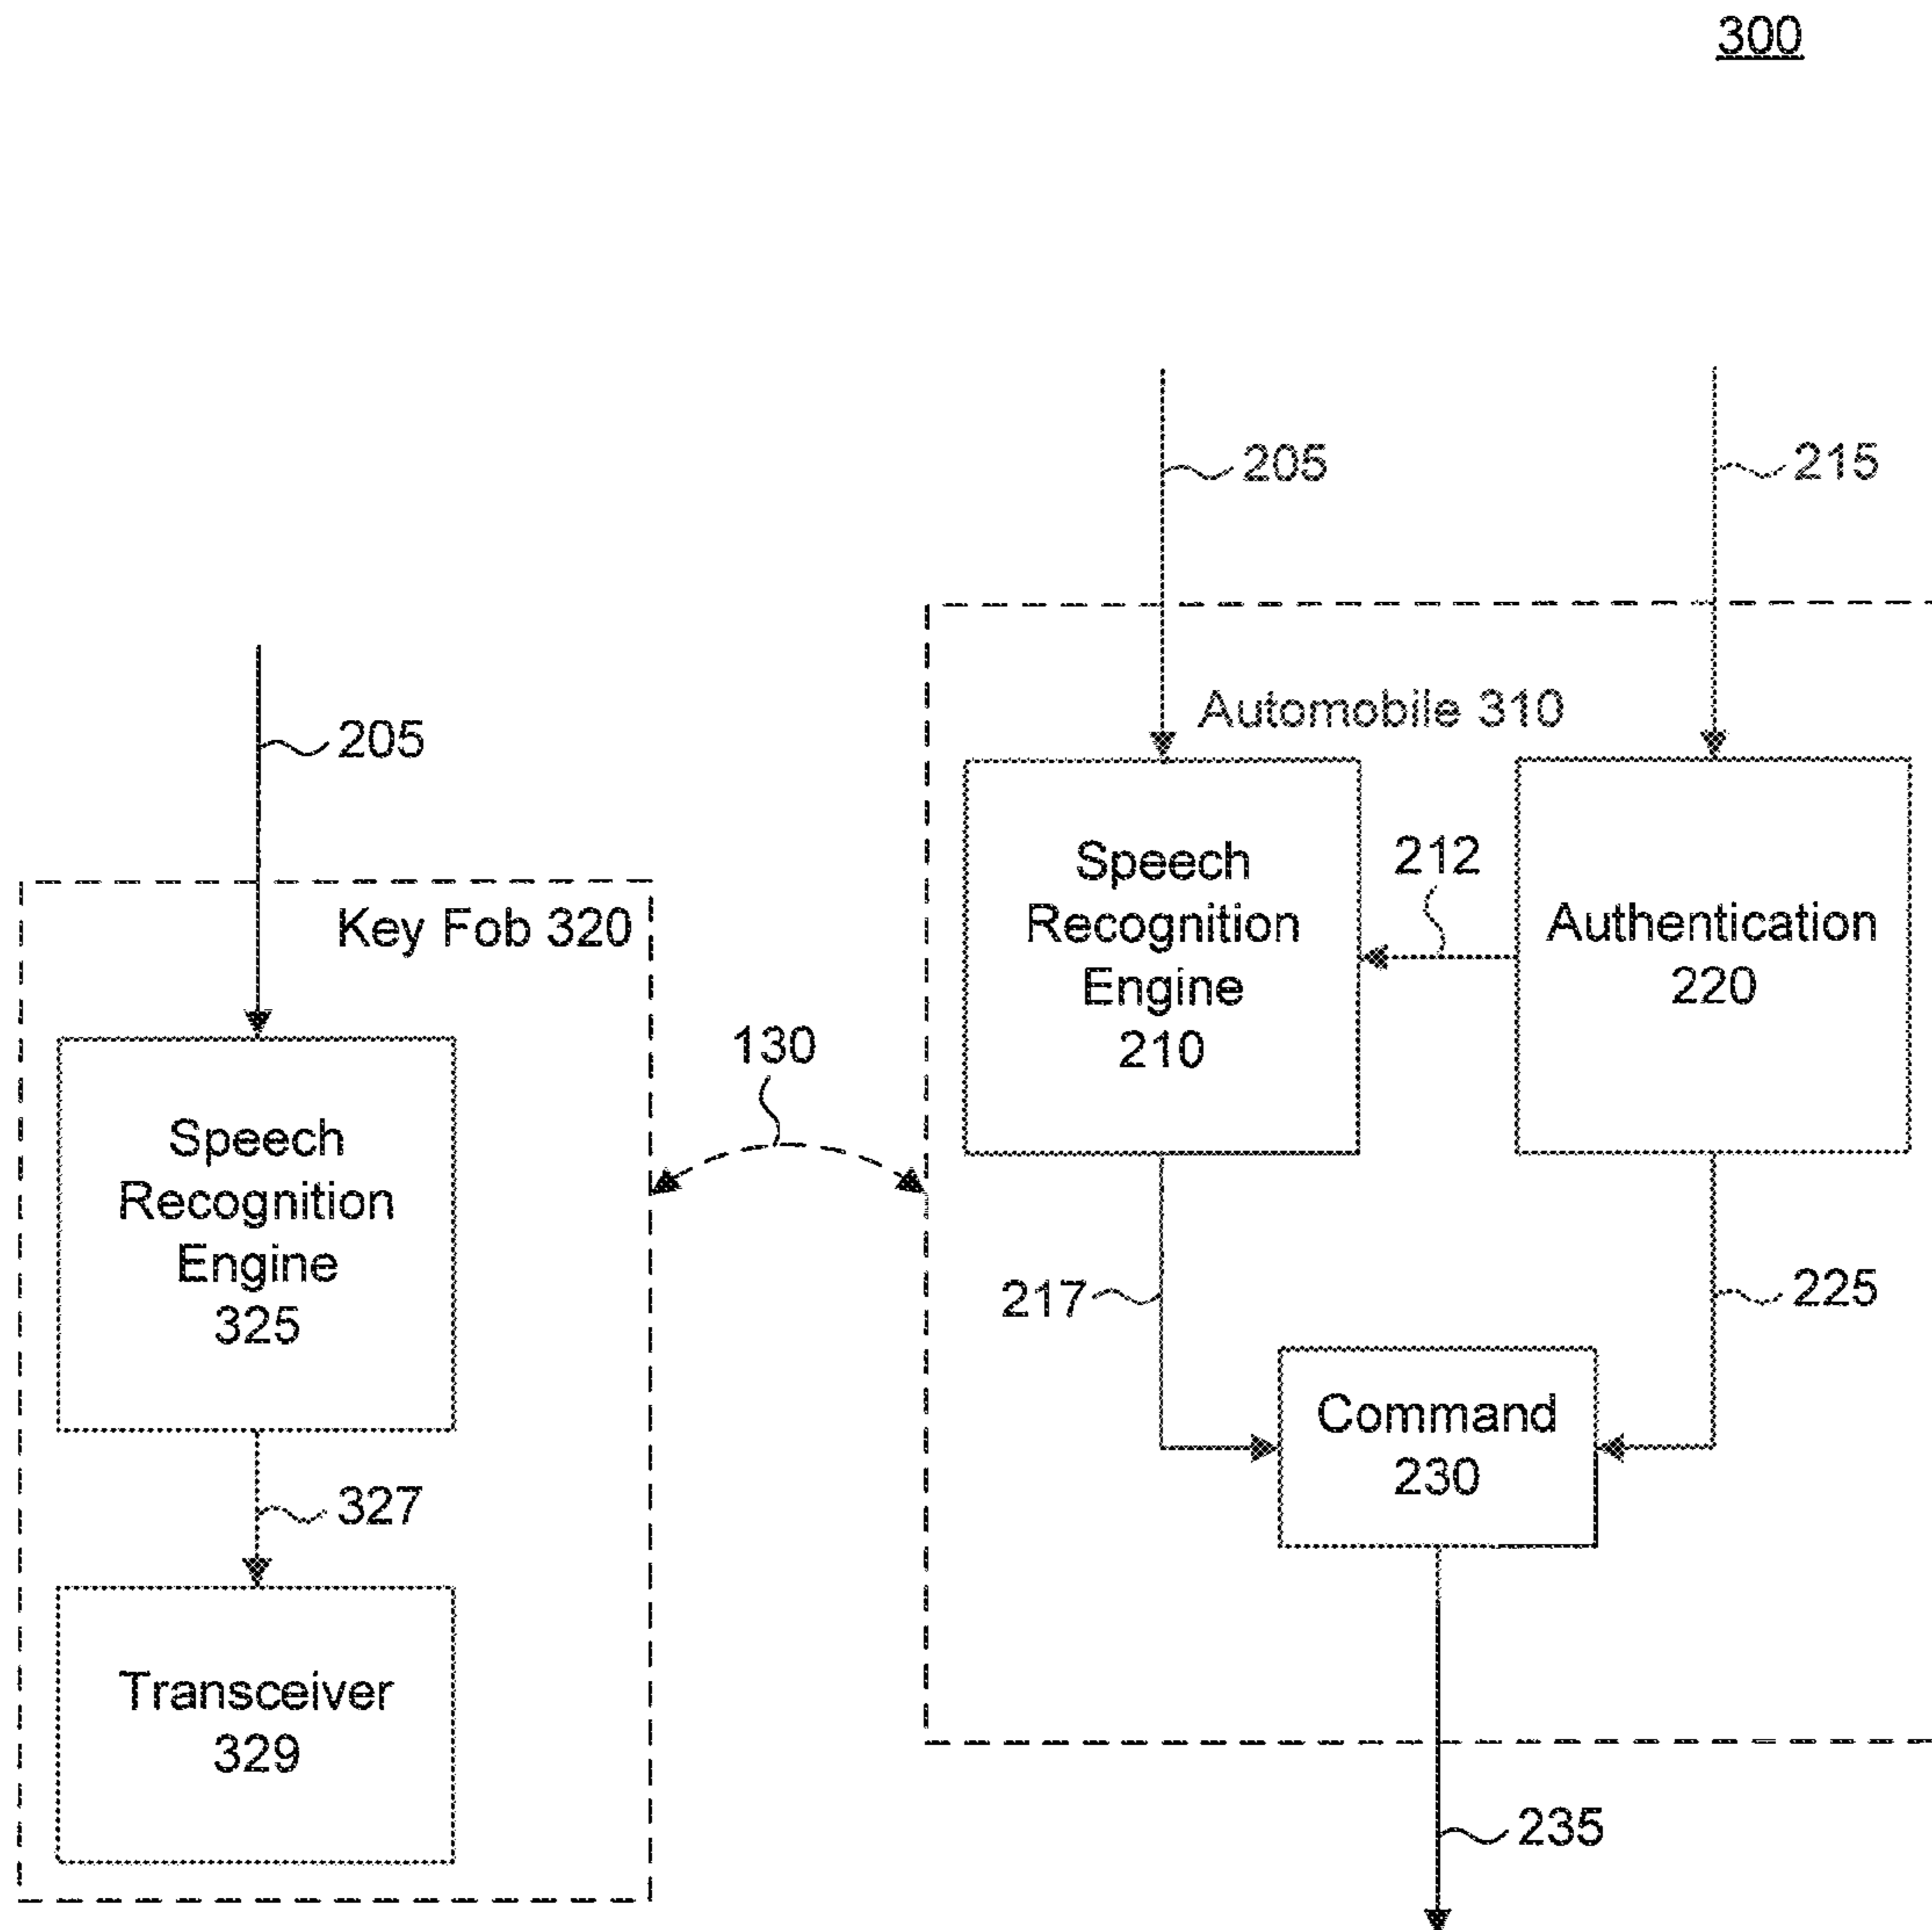 300
205
215
205
Automobile 310
Key Fob 320
Speech
Recognition
Engine
210
212
Authentication
220
130
Speech
Recognition
Engine
325
217
225
Command
230
327
Transceiver
329
235